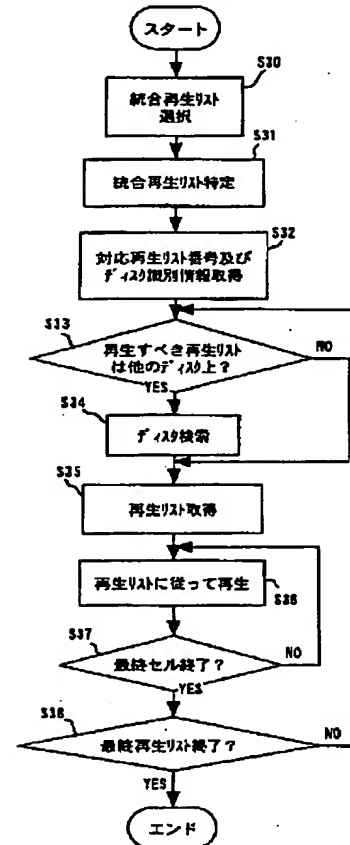 スタート
S30
統合再生リスト
選択
S31
統合再生リスト特定
S32
対応再生リスト番号及び
ディスク識別情報取得
S33
再生すべき再生リスト
は他のディスク上？
NO
YES
S34
ディスク検索
S35
再生リスト取得
再生リストに従って再生
S36
S37
最終セル終了？
NO
YES
S38
最終再生リスト終了？
NO
YES
エンド